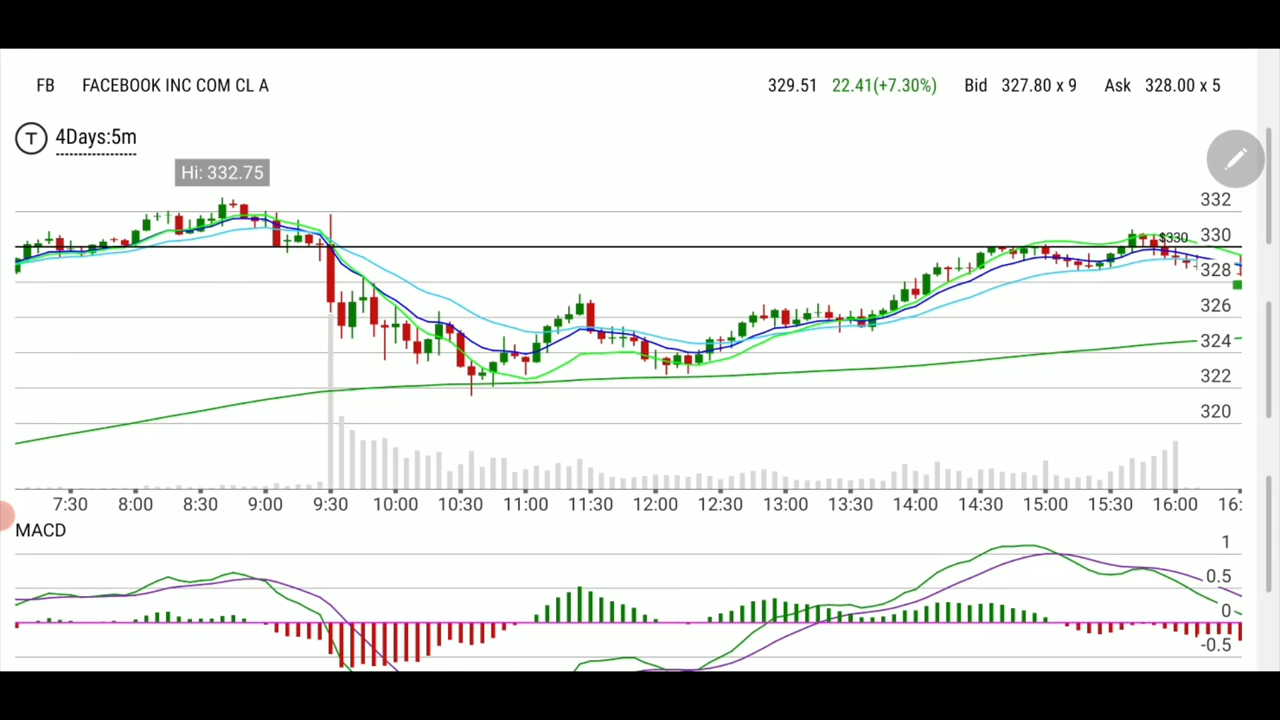 FB FACEBOOK INC COM CL A 329.51 22.41(+7.30%) Bid 327.80 x 9 Ask 328.00 x 5
T 4Days:5m
Hi: 332.75
332
$330
330
328
326
324
322
320
7:30 8:00 8:30 9:00 9:30 10:00 10:30 11:00 11:30 12:00 12:30 13:00 13:30 14:00 14:30 15:00 15:30 16:00 16:
MACD
1
0.5
0
-0.5